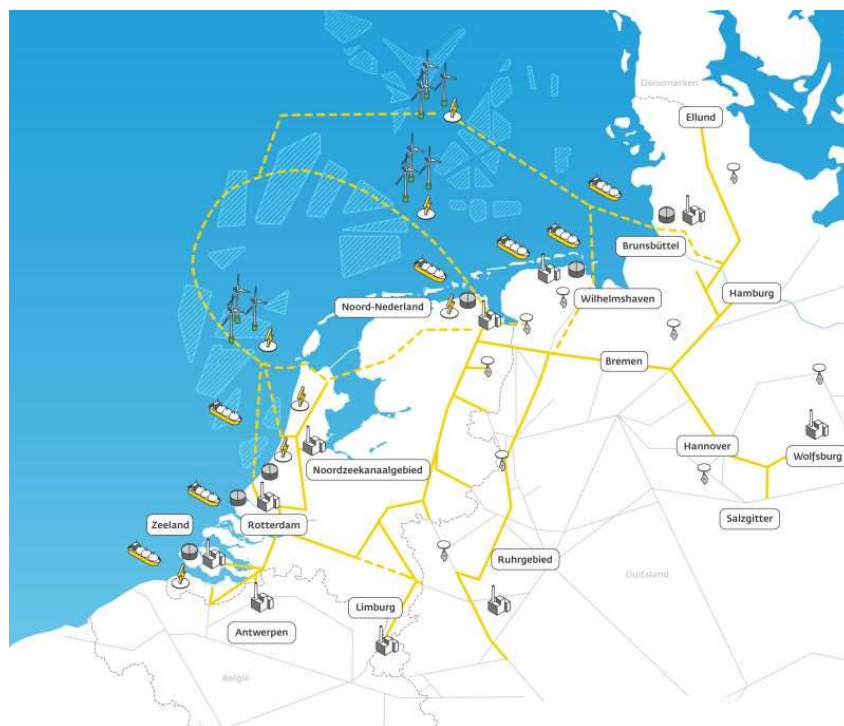 Denemarken
Ellund
Brunsbüttel
Hamburg
Wilhelmshaven
Noord-Nederland
Bremen
Hannover
Wolfsburg
Noordzeekanaalgebied
Salzgitter
Zeeland
Rotterdam
Ruhrgebied
Duitsland
Limburg
Antwerpen
België